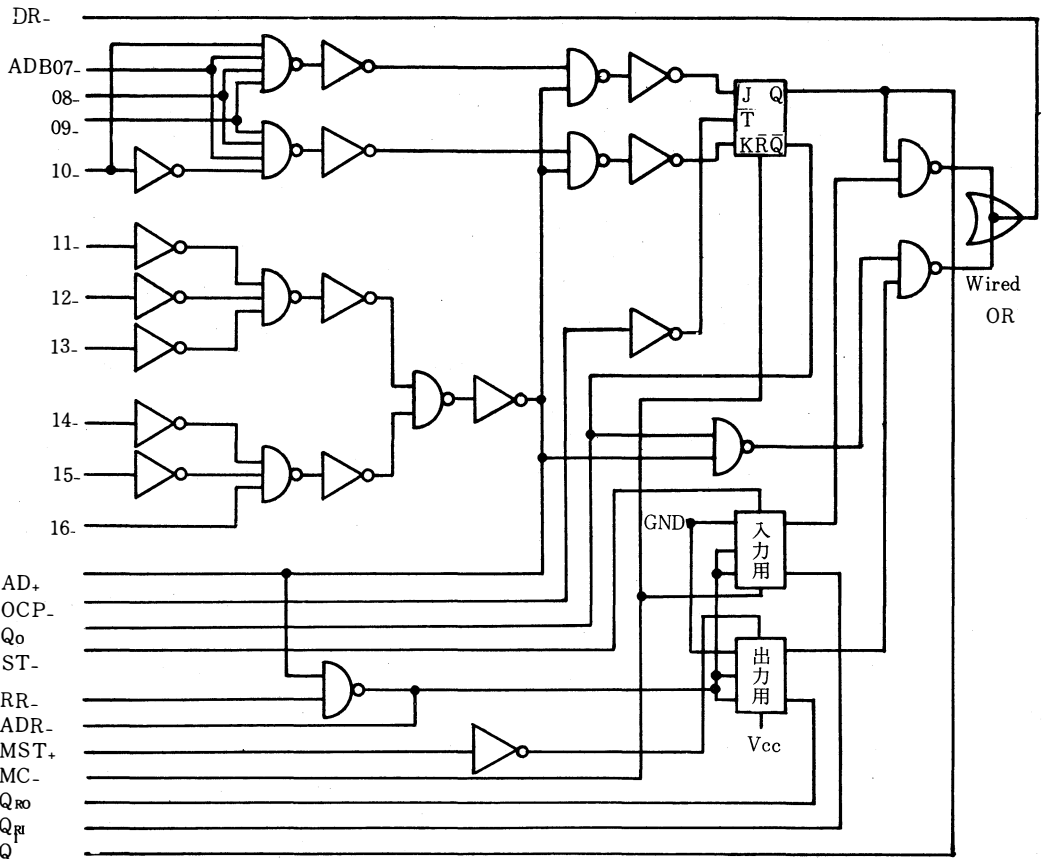 DR-
ADB07-
08-
09-
10-
11-
12-
13-
14-
15-
16-
AD+
OCP-
Qo
ST-
RR-
ADR-
MST+
MC-
QRO
QRI
QI
J Q
T̅
K R̅ Q̅
Wired
OR
GND
入力用
出力用
Vcc